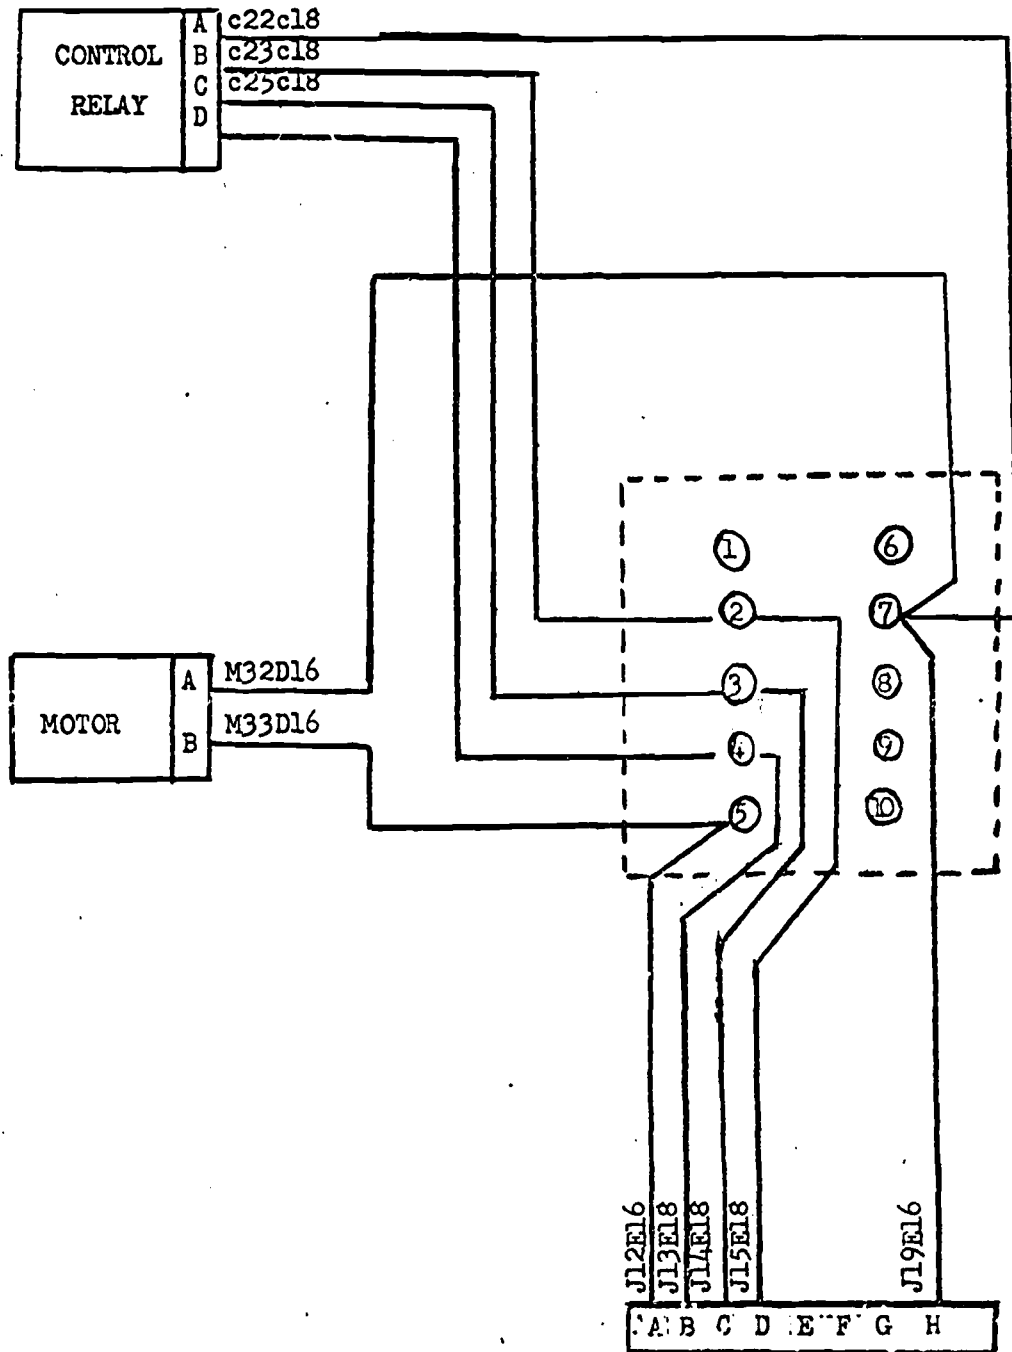 A c22c18
CONTROL B c23c18
C c25c18
RELAY
D
1 6
2 7
A M32D16
3 8
MOTOR
B M33D16
4 9
5 10
J12E16
J13E18
J14E18
J15E18
J19E16
A B C D E F G H